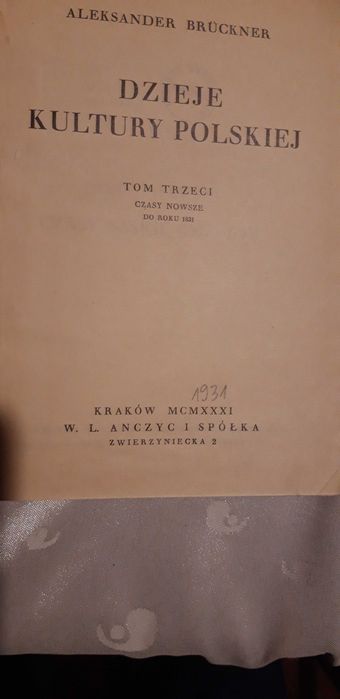 ALEKSANDER BRÜCKNER
DZIEJE
KULTURY POLSKIEJ
TOM TRZECI
CZASY NOWSZE
DO ROKU 1831
1931
KRAKÓW MCMXXXI
W. L. ANCZYC I SPÓŁKA
ZWIERZYNIECKA 2